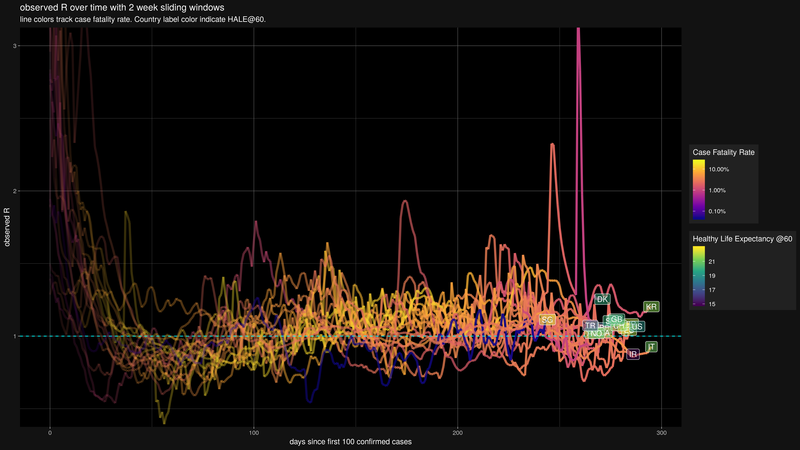 observed R over time with 2 week sliding windows
line colors track case fatality rate. Country label color indicate HALE@60.
3
2
1
observed R
0
100
200
300
days since first 100 confirmed cases
Case Fatality Rate
10.00%
1.00%
0.10%
Healthy Life Expectancy @60
21
19
17
15
DK
KR
SG
GB
TR
US
IT
IR